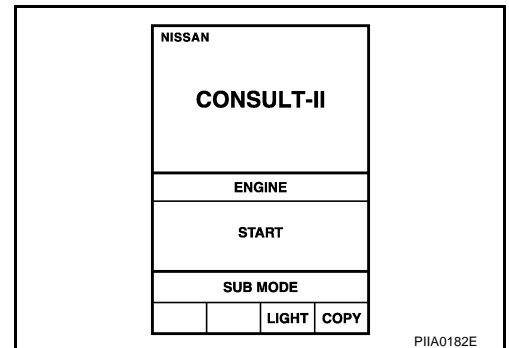 NISSAN
CONSULT-II
ENGINE
START
SUB MODE
LIGHT COPY
PIIA0182E